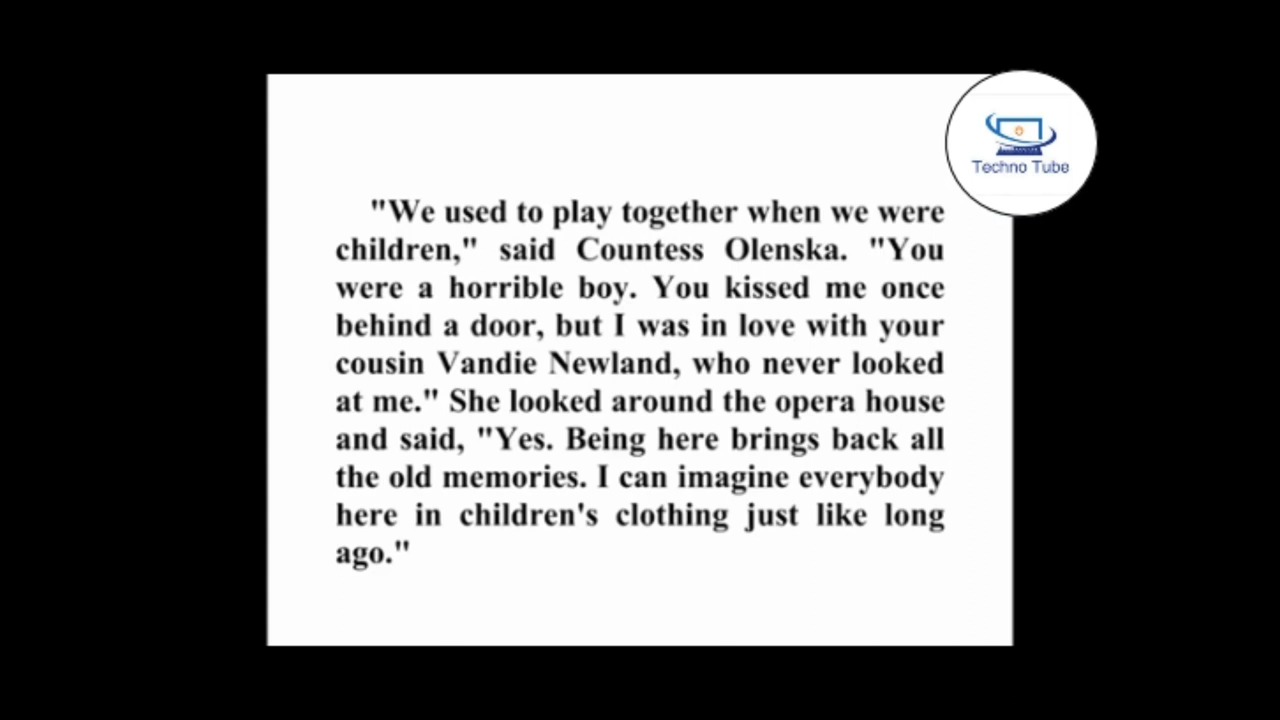 "We used to play together when we were
children," said Countess Olenska. "You
were a horrible boy. You kissed me once
behind a door, but I was in love with your
cousin Vandie Newland, who never looked
at me." She looked around the opera house
and said, "Yes. Being here brings back all
the old memories. I can imagine everybody
here in children's clothing just like long
ago."
Techno Tube